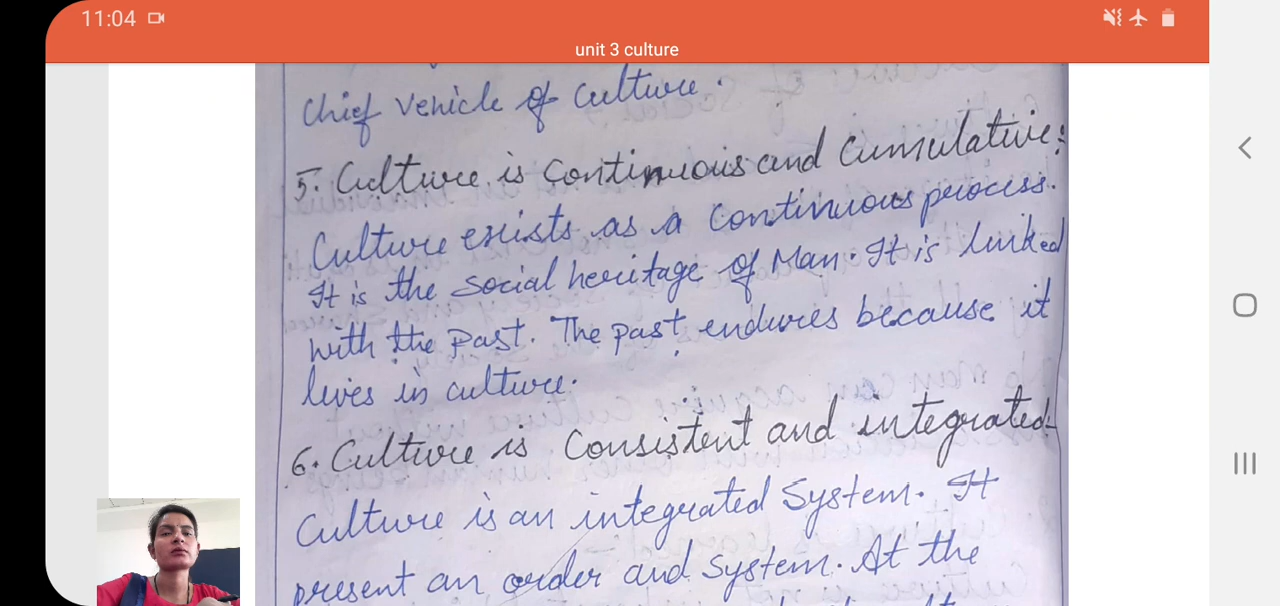 11:04
unit 3 culture
Chief Vehicle of Culture.
5. Culture is Continuous and Cumulative:
Culture exists as a continuous process.
It is the social heritage of Man. It is linked
with the Past. The past endures because it
lives in culture.
6. Culture is Consistent and integrated-
Culture is an integrated System. It
present an order and System. At the